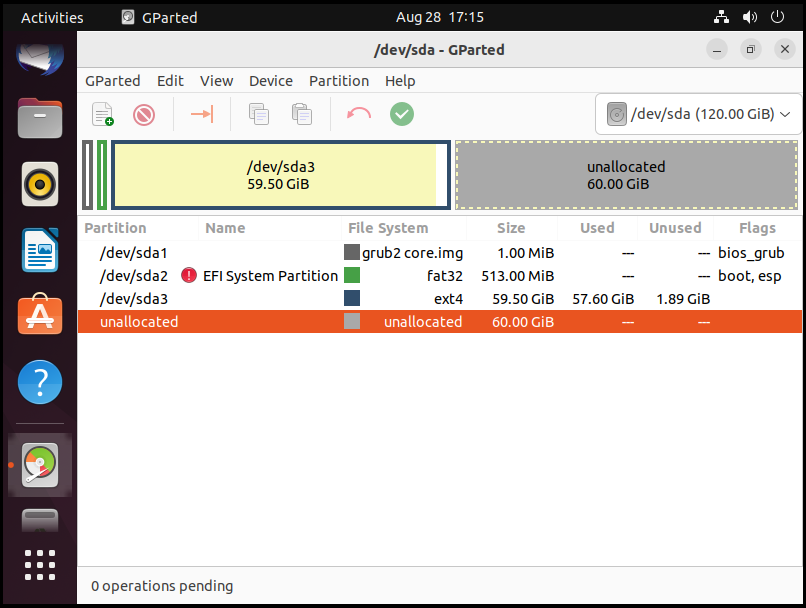 Activities GParted Aug 28 17:15
/dev/sda - GParted
GParted Edit View Device Partition Help
/dev/sda (120.00 GiB)
/dev/sda3
59.50 GiB
unallocated
60.00 GiB
Partition Name File System Size Used Unused Flags
/dev/sda1 grub2 core.img 1.00 MiB --- --- bios_grub
/dev/sda2 EFI System Partition fat32 513.00 MiB --- --- boot, esp
/dev/sda3 ext4 59.50 GiB 57.60 GiB 1.89 GiB
unallocated unallocated 60.00 GiB --- ---
0 operations pending